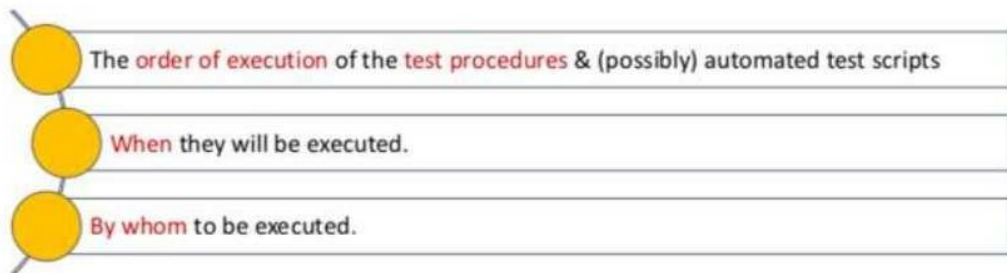 The order of execution of the test procedures & (possibly) automated test scripts
When they will be executed.
By whom to be executed.